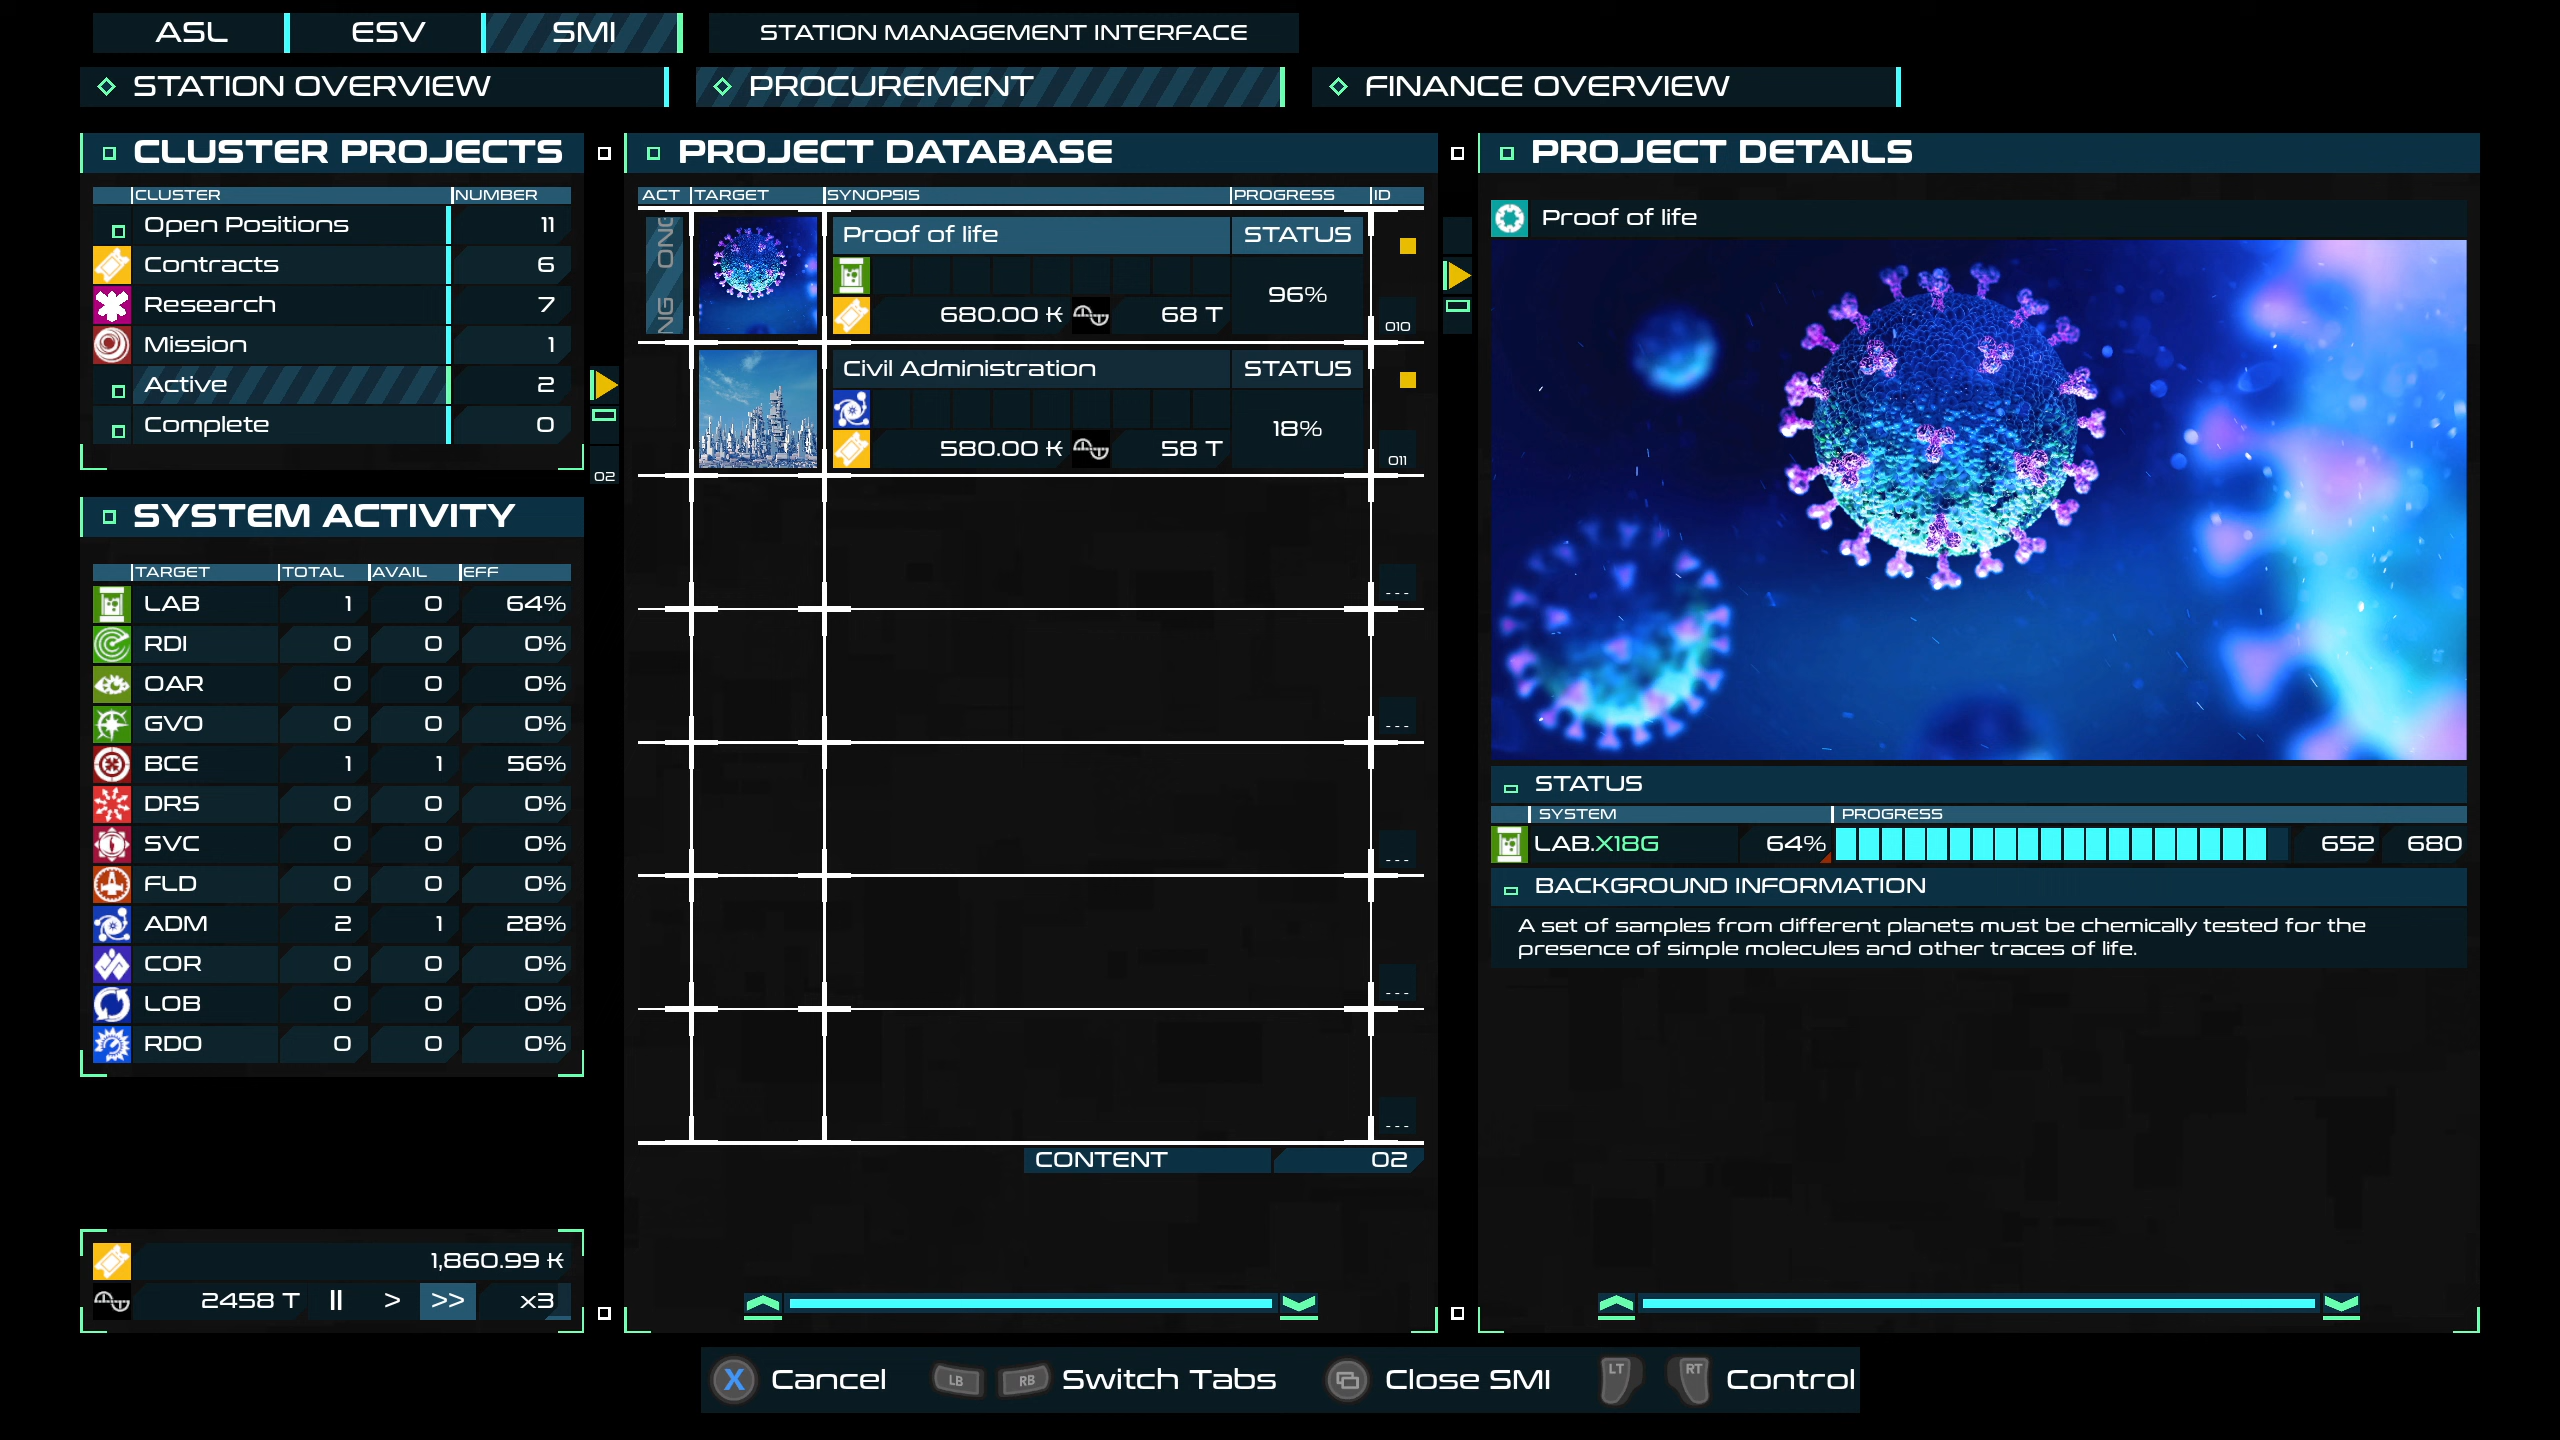 ASL ESV SMI STATION MANAGEMENT INTERFACE
STATION OVERVIEW PROCUREMENT FINANCE OVERVIEW
CLUSTER PROJECTS
CLUSTER NUMBER
Open Positions 11
Contracts 6
Research 7
Mission 1
Active 2
Complete 0
02
SYSTEM ACTIVITY
TARGET TOTAL AVAIL EFF
LAB 1 0 64%
RDI 0 0 0%
OAR 0 0 0%
GVO 0 0 0%
BCE 1 1 56%
DRS 0 0 0%
SVC 0 0 0%
FLD 0 0 0%
ADM 2 1 28%
COR 0 0 0%
LOB 0 0 0%
RDO 0 0 0%
1,860.99 K
2458 T || > >> x3
PROJECT DATABASE
ACT TARGET SYNOPSIS PROGRESS ID
Proof of life STATUS
96%
680.00 K 68 T
010
Civil Administration STATUS
18%
580.00 K 58 T
011
---
---
---
---
---
CONTENT 02
PROJECT DETAILS
Proof of life
STATUS
SYSTEM PROGRESS
LAB.X18G 64% 652 680
BACKGROUND INFORMATION
A set of samples from different planets must be chemically tested for the
presence of simple molecules and other traces of life.
X Cancel LB RB Switch Tabs Close SMI LT RT Control